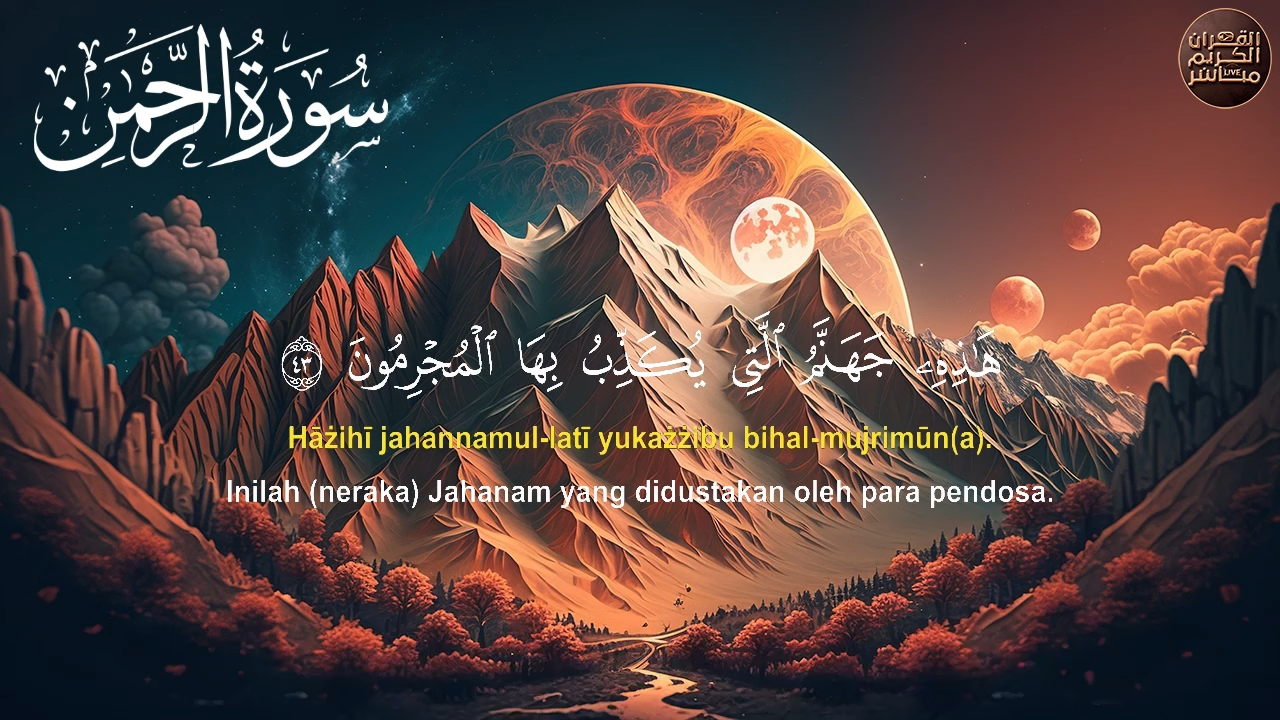 سُورَةُ الرَّحْمَٰنِ
القرآن
الكريم
LIVE
مباشر
هَٰذِهِۦ جَهَنَّمُ ٱلَّتِي يُكَذِّبُ بِهَا ٱلْمُجْرِمُونَ ٤٣
Hāżihī jahannamul-latī yukażżibu bihal-mujrimūn(a).
Inilah (neraka) Jahanam yang didustakan oleh para pendosa.